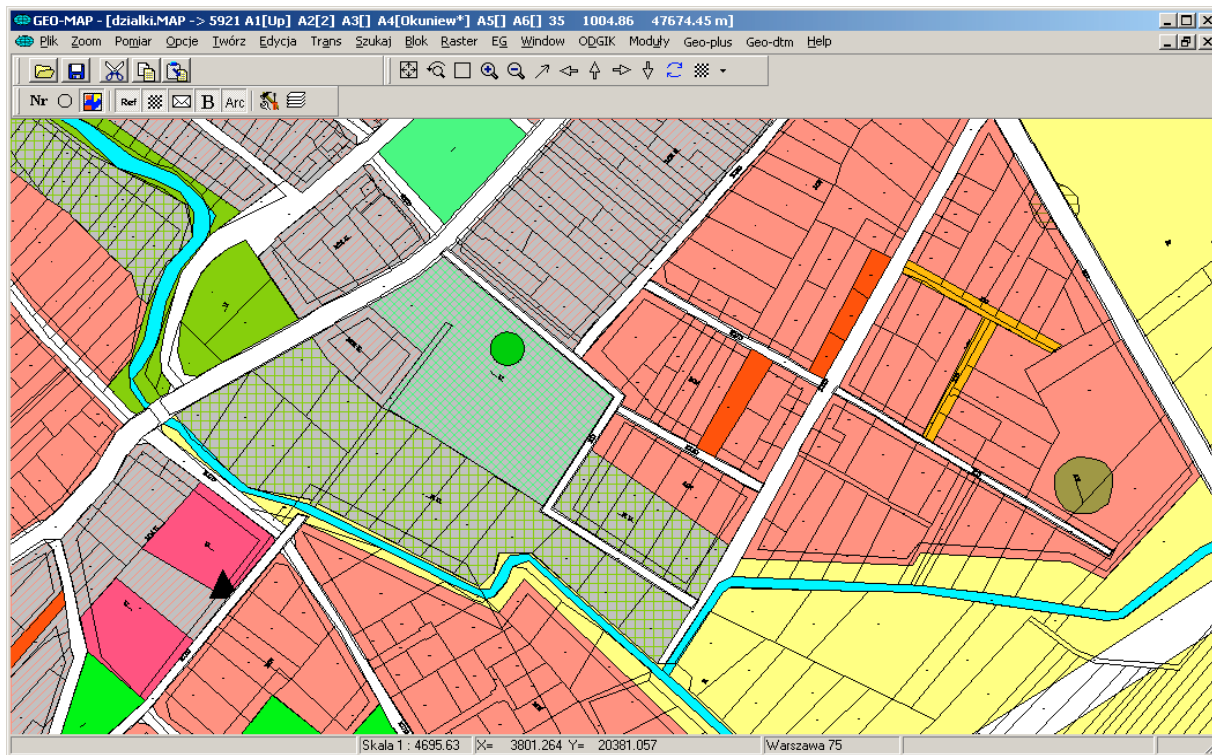 GEO-MAP - [dzialki.MAP -> 5921 A1[Up] A2[2] A3[] A4[Okuniew*] A5[] A6[] 35 1004.86 47674.45 m]
Plik Zoom Pomiar Opcje Twórz Edycja Trans Szukaj Blok Raster EG Window ODGIK Moduły Geo-plus Geo-dtm Help
Nr Ref B Arc
Skala 1 : 4695.63 X= 3801.264 Y= 20381.057 Warszawa 75